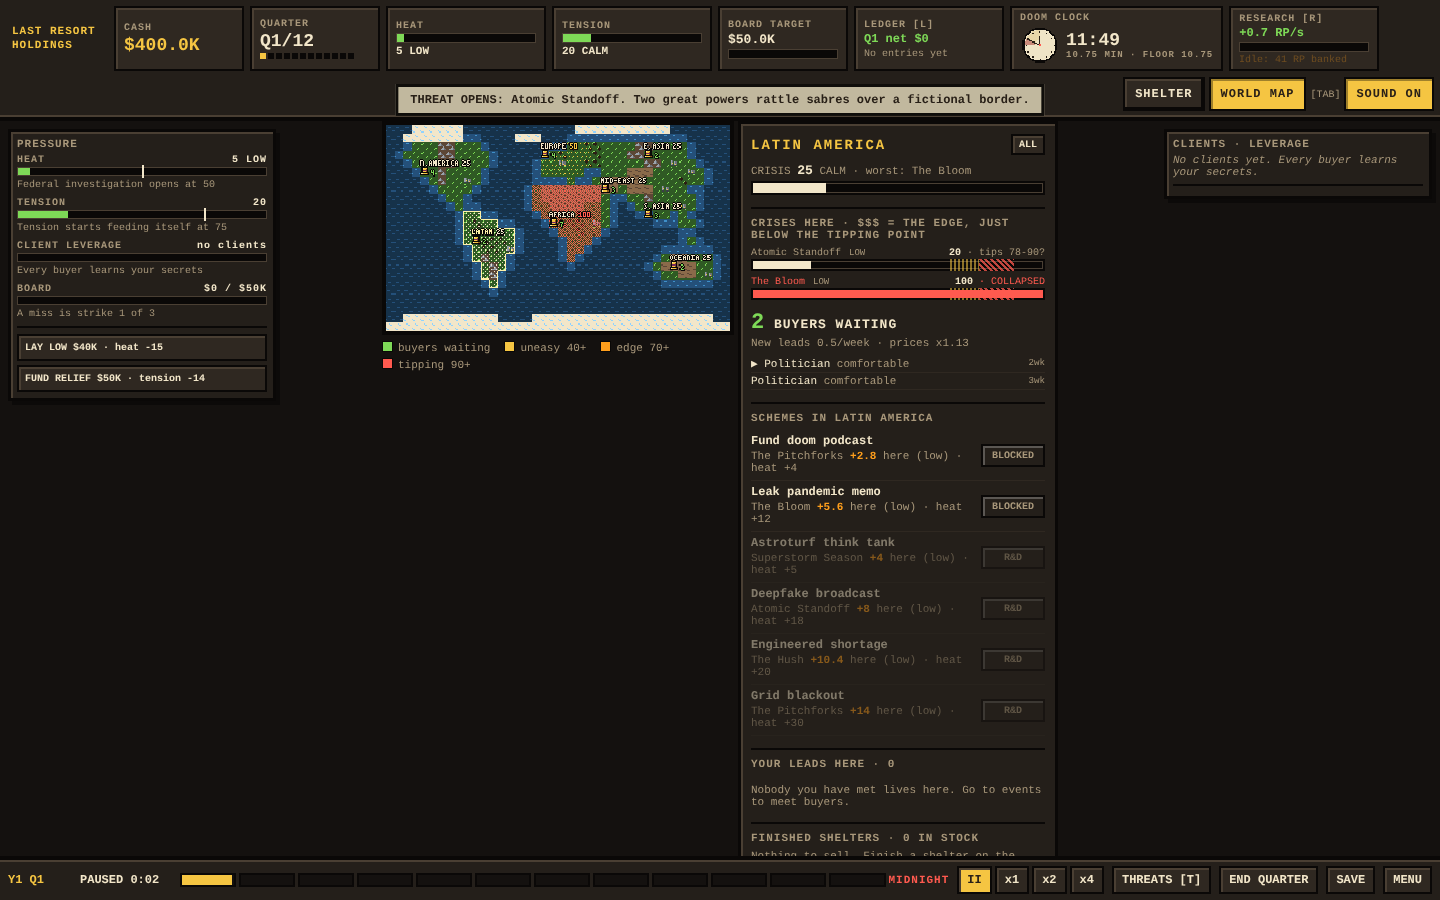 LAST RESORT
HOLDINGS
CASH
$400.0K
QUARTER
Q1/12
HEAT
5 LOW
TENSION
20 CALM
BOARD TARGET
$50.0K
LEDGER [L]
Q1 net $0
No entries yet
DOOM CLOCK
11:49
10.75 MIN · FLOOR 10.75
RESEARCH [R]
+0.7 RP/s
Idle: 41 RP banked
THREAT OPENS: Atomic Standoff. Two great powers rattle sabres over a fictional border.
SHELTER
WORLD MAP
[TAB]
SOUND ON
PRESSURE
HEAT 5 LOW
Federal investigation opens at 50
TENSION 20
Tension starts feeding itself at 75
CLIENT LEVERAGE no clients
Every buyer learns your secrets
BOARD $0 / $50K
A miss is strike 1 of 3
LAY LOW $40K · heat -15
FUND RELIEF $50K · tension -14
N.AMERICA 25
EUROPE 50
E.ASIA 25
MID-EAST 25
AFRICA 100
S.ASIA 25
LATAM 25
OCEANIA 25
buyers waiting
uneasy 40+
edge 70+
tipping 90+
LATIN AMERICA
ALL
CRISIS 25 CALM · worst: The Bloom
CRISES HERE · $$$ = THE EDGE, JUST
BELOW THE TIPPING POINT
Atomic Standoff LOW 20 · tips 78-90?
The Bloom LOW 100 · COLLAPSED
2 BUYERS WAITING
New leads 0.5/week · prices x1.13
▶ Politician comfortable 2wk
Politician comfortable 3wk
SCHEMES IN LATIN AMERICA
Fund doom podcast
The Pitchforks +2.8 here (low) ·
heat +4
BLOCKED
Leak pandemic memo
The Bloom +5.6 here (low) · heat
+12
BLOCKED
Astroturf think tank
Superstorm Season +4 here (low) ·
heat +5
R&D
Deepfake broadcast
Atomic Standoff +8 here (low) ·
heat +18
R&D
Engineered shortage
The Hush +10.4 here (low) · heat
+20
R&D
Grid blackout
The Pitchforks +14 here (low) ·
heat +30
R&D
YOUR LEADS HERE · 0
Nobody you have met lives here. Go to events
to meet buyers.
FINISHED SHELTERS · 0 IN STOCK
Nothing to sell. Finish a shelter on the
CLIENTS · LEVERAGE
No clients yet. Every buyer learns
your secrets.
Y1 Q1
PAUSED 0:02
MIDNIGHT
II
x1
x2
x4
THREATS [T]
END QUARTER
SAVE
MENU